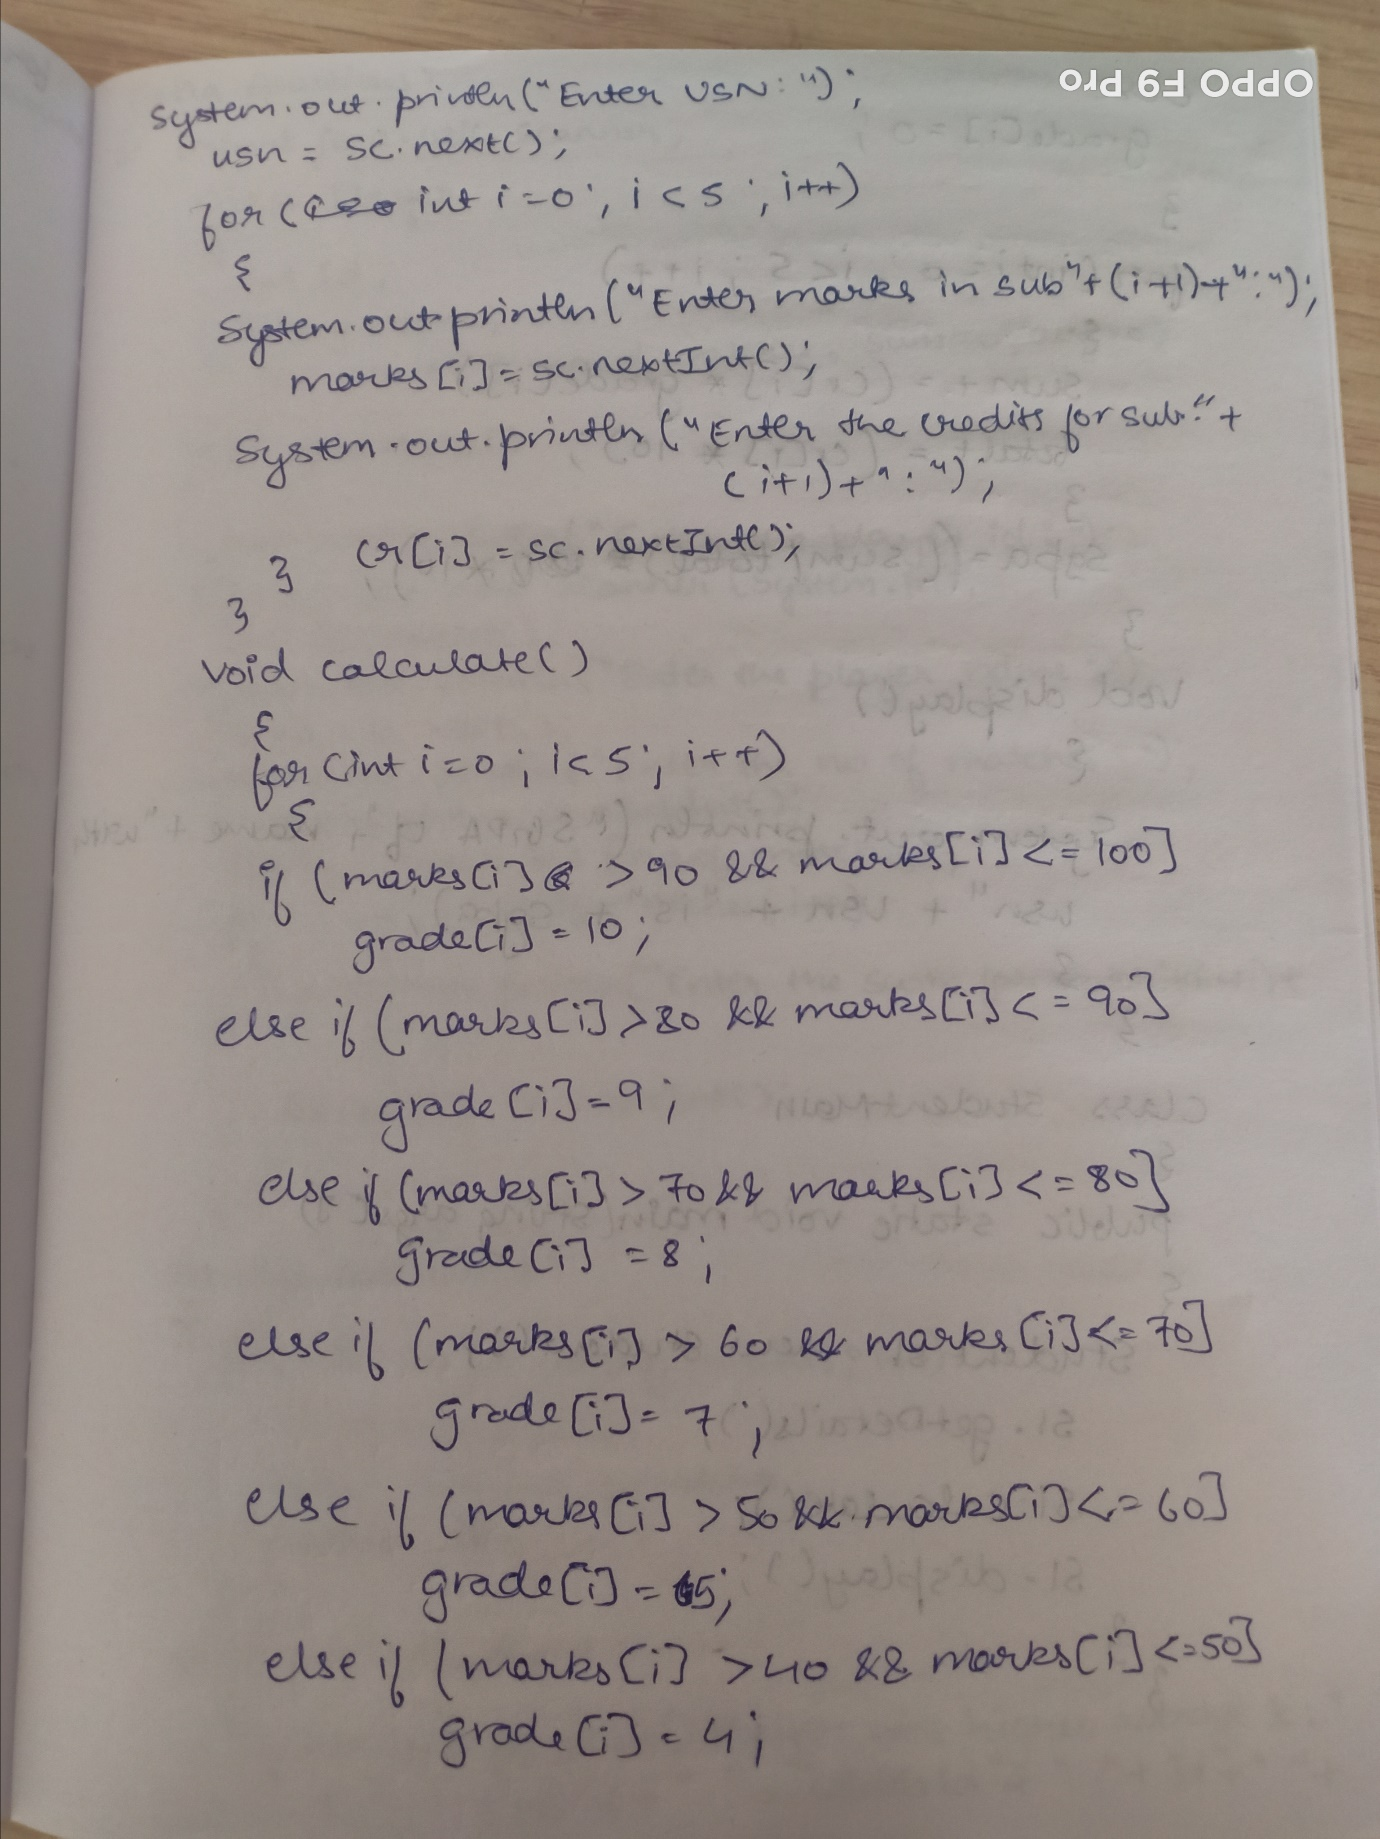 OPPO F9 Pro
System.out.println("Enter USN: ");
usn = sc.next();
for ( int i=0; i<5; i++)
{
System.out println("Enter marks in sub"+(i+1)+":");
marks[i]=sc.nextInt();
System.out.println("Enter the credits for sub:"+
(i+1)+":");
cr[i] = sc.nextInt();
}
}
void calculate()
{
for(int i=0; i<5; i++)
{
if (marks[i] >90 && marks[i]<=100]
grade[i]=10;
else if (marks[i]>80 && marks[i]<=90]
grade[i]=9;
else if (marks[i]>70 && marks[i]<=80]
grade[i] =8;
else if (marks[i] > 60 && marks[i]<=70]
grade[i]= 7;
else if (marks[i] >50 && marks[i]<=60]
grade[i]=5;
else if (marks[i] >40 && marks[i]<=50]
grade[i]=4;